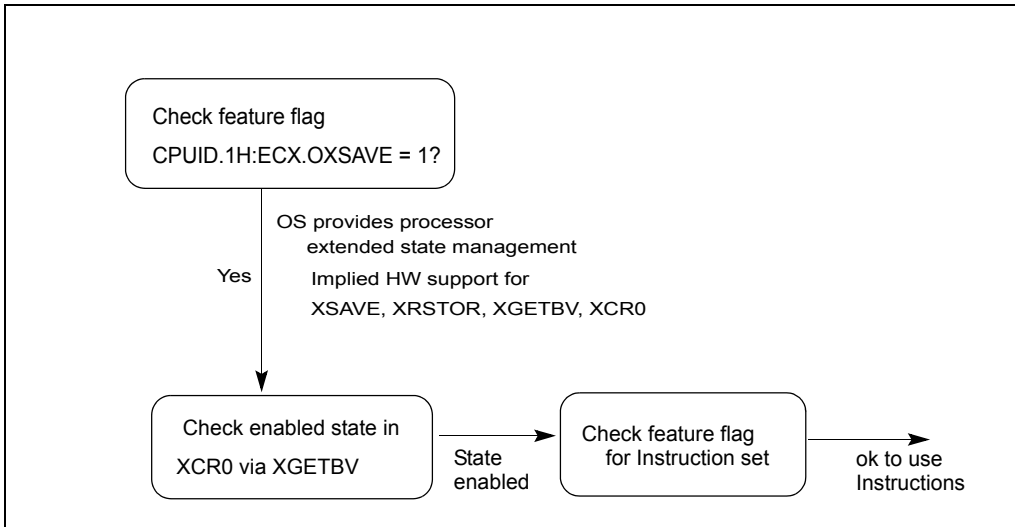 Check feature flag
CPUID.1H:ECX.OXSAVE = 1?
OS provides processor
extended state management
Yes
Implied HW support for
XSAVE, XRSTOR, XGETBV, XCR0
Check enabled state in
XCR0 via XGETBV
State
enabled
Check feature flag
for Instruction set
ok to use
Instructions